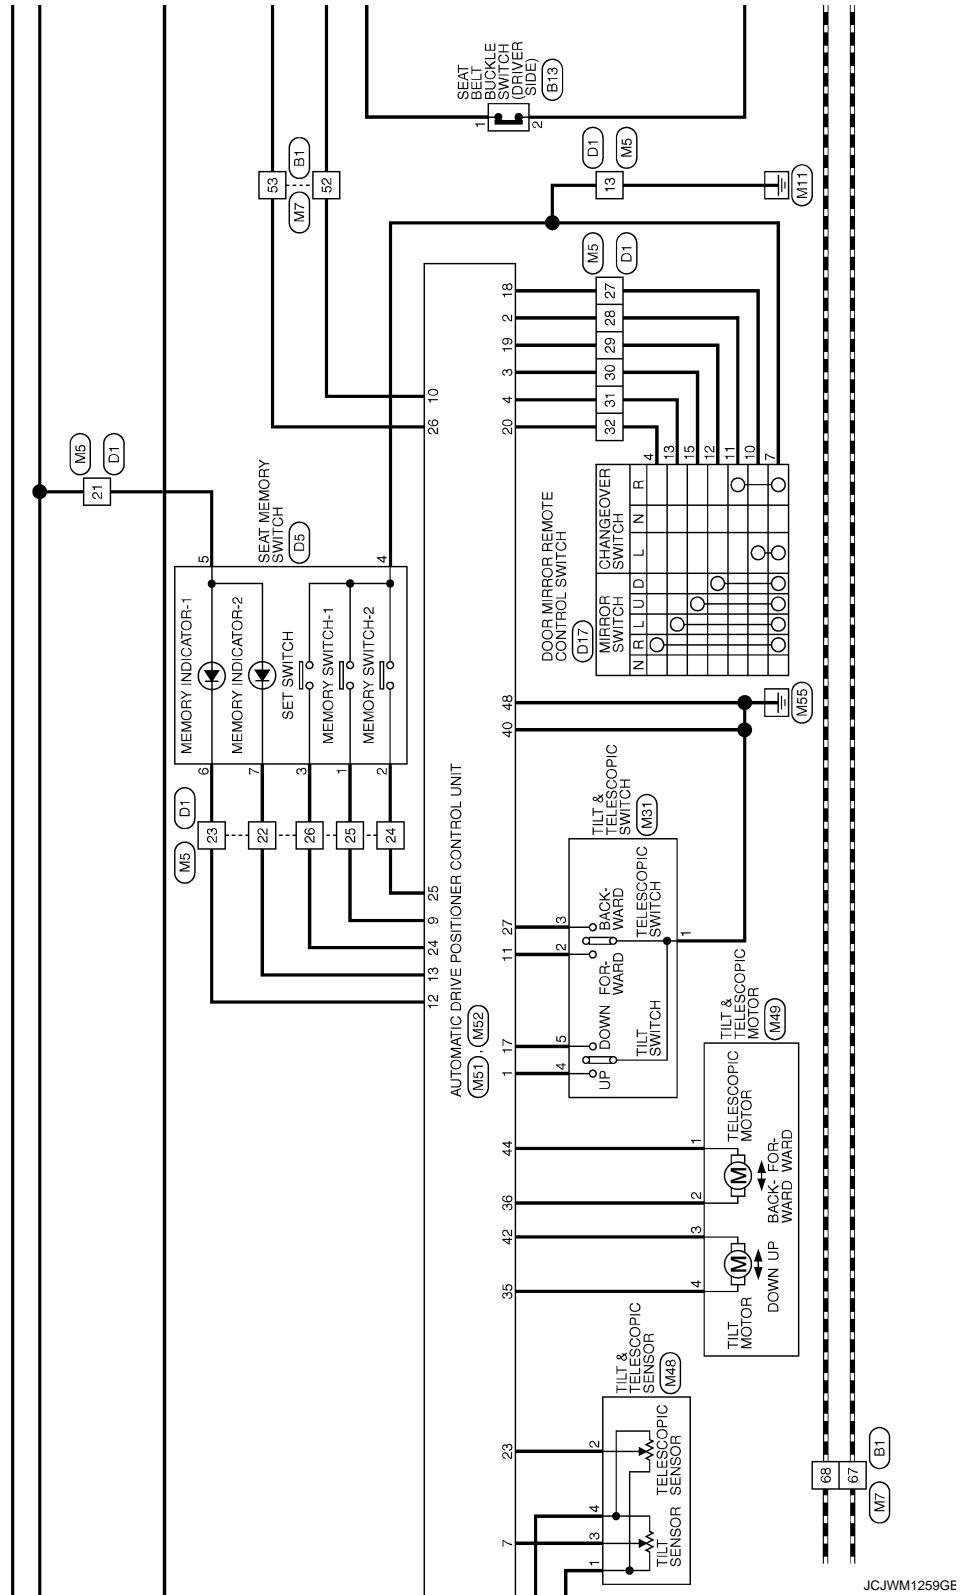 SEAT
BELT
BUCKLE
SWITCH
(DRIVER
SIDE)
B13
1
2
53
52
B1
M7
D1
M5
13
M11
M5
D1
27
28
29
30
31
32
18
2
19
3
4
20
10
26
M5
D1
21
SEAT MEMORY
SWITCH
D5
5
4
MEMORY INDICATOR-1
MEMORY INDICATOR-2
SET SWITCH
MEMORY SWITCH-1
MEMORY SWITCH-2
6
7
3
1
2
D1
M5
23
22
26
25
24
25
9
24
13
12
DOOR MIRROR REMOTE
CONTROL SWITCH
D17
4
13
15
12
11
10
7
MIRROR
SWITCH
CHANGEOVER
SWITCH
N
R
L
U
D
L
N
R
48
40
M55
AUTOMATIC DRIVE POSITIONER CONTROL UNIT
M51 , M52
TILT &
TELESCOPIC
SWITCH
M31
27
11
17
1
3
2
5
4
1
BACK-
WARD
FOR-
WARD
DOWN
UP
TELESCOPIC
SWITCH
TILT
SWITCH
TILT &
TELESCOPIC
MOTOR
M49
44
36
42
35
1
2
3
4
TELESCOPIC
MOTOR
M
BACK- FOR-
WARD WARD
M
DOWN UP
TILT
MOTOR
TILT &
TELESCOPIC
SENSOR
M48
23
7
2
4
3
1
TELESCOPIC
SENSOR
TILT
SENSOR
68
67
B1
M7
JCJWM1259GE